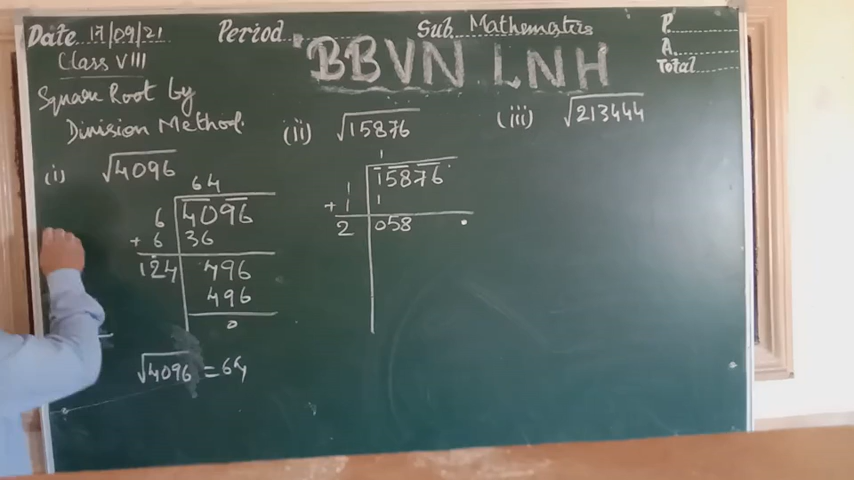 Date 17/09/21 Period Sub. Mathematics P.
A.
Total
Class VIII
BBVN LNH
Square Root by
Division Method.
(i) √4096
64
6 4096
+ 6 36
124 496
496
0
√4096 = 64
(ii) √15876
1
1 15876
+ 1 1
2 058
(iii) √213444